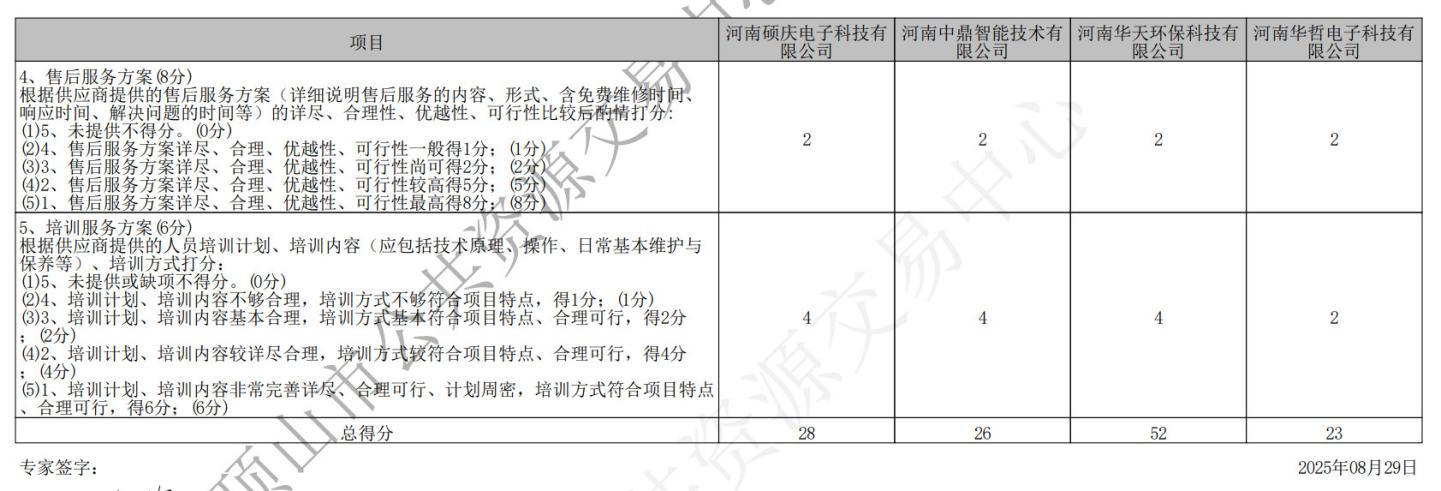 项目
河南硕庆电子科技有
限公司
河南中鼎智能技术有
限公司
河南华天环保科技有
限公司
河南华哲电子科技有
限公司
4、售后服务方案(8分)
根据供应商提供的售后服务方案（详细说明售后服务的内容、形式、含免费维修时间、
响应时间、解决问题的时间等）的详尽、合理性、优越性、可行性比较后酌情打分:
(1)5、未提供不得分。(0分)
(2)4、售后服务方案详尽、合理、优越性、可行性一般得1分；(1分)
(3)3、售后服务方案详尽、合理、优越性、可行性尚可得2分；(2分)
(4)2、售后服务方案详尽、合理、优越性、可行性较高得5分；(5分)
(5)1、售后服务方案详尽、合理、优越性、可行性最高得8分；(8分)
2
2
2
2
5、培训服务方案(6分)
根据供应商提供的人员培训计划、培训内容（应包括技术原理、操作、日常基本维护与
保养等）、培训方式打分：
(1)5、未提供或缺项不得分。(0分)
(2)4、培训计划、培训内容不够合理，培训方式不够符合项目特点，得1分；(1分)
(3)3、培训计划、培训内容基本合理，培训方式基本符合项目特点、合理可行，得2分
；(2分)
(4)2、培训计划、培训内容较详尽合理，培训方式较符合项目特点、合理可行，得4分
；(4分)
(5)1、培训计划、培训内容非常完善详尽、合理可行、计划周密，培训方式符合项目特点
、合理可行，得6分；(6分)
4
4
4
2
总得分
28
26
52
23
专家签字：
2025年08月29日
顶山市公共资源交易中心
共资源交易中心